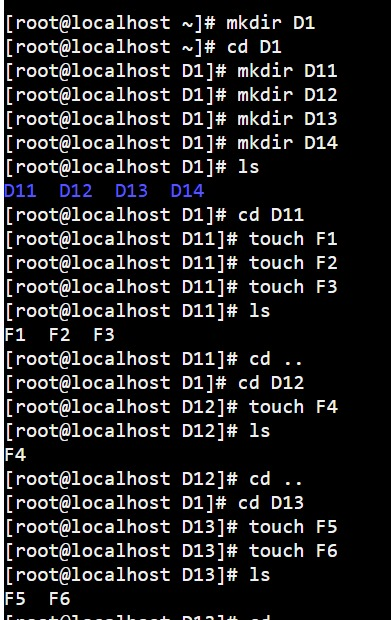 [root@localhost ~]# mkdir D1
[root@localhost ~]# cd D1
[root@localhost D1]# mkdir D11
[root@localhost D1]# mkdir D12
[root@localhost D1]# mkdir D13
[root@localhost D1]# mkdir D14
[root@localhost D1]# ls
D11  D12  D13  D14
[root@localhost D1]# cd D11
[root@localhost D11]# touch F1
[root@localhost D11]# touch F2
[root@localhost D11]# touch F3
[root@localhost D11]# ls
F1  F2  F3
[root@localhost D11]# cd ..
[root@localhost D1]# cd D12
[root@localhost D12]# touch F4
[root@localhost D12]# ls
F4
[root@localhost D12]# cd ..
[root@localhost D1]# cd D13
[root@localhost D13]# touch F5
[root@localhost D13]# touch F6
[root@localhost D13]# ls
F5  F6